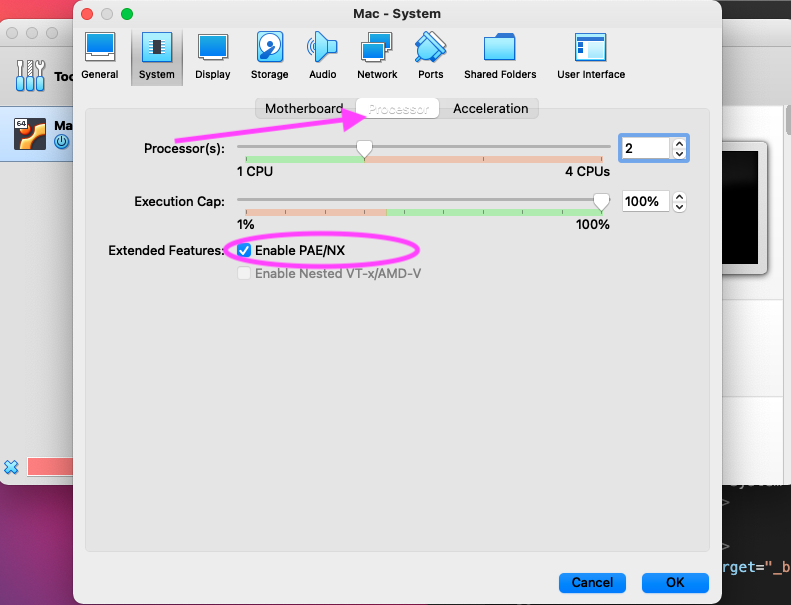 Mac - System
General
System
Display
Storage
Audio
Network
Ports
Shared Folders
User Interface
Motherboard
Processor
Acceleration
64
Ma
Processor(s):
2
1 CPU
4 CPUs
Execution Cap:
100%
1%
100%
Extended Features:
Enable PAE/NX
Enable Nested VT-x/AMD-V
>
>
rget="_b
Cancel
OK